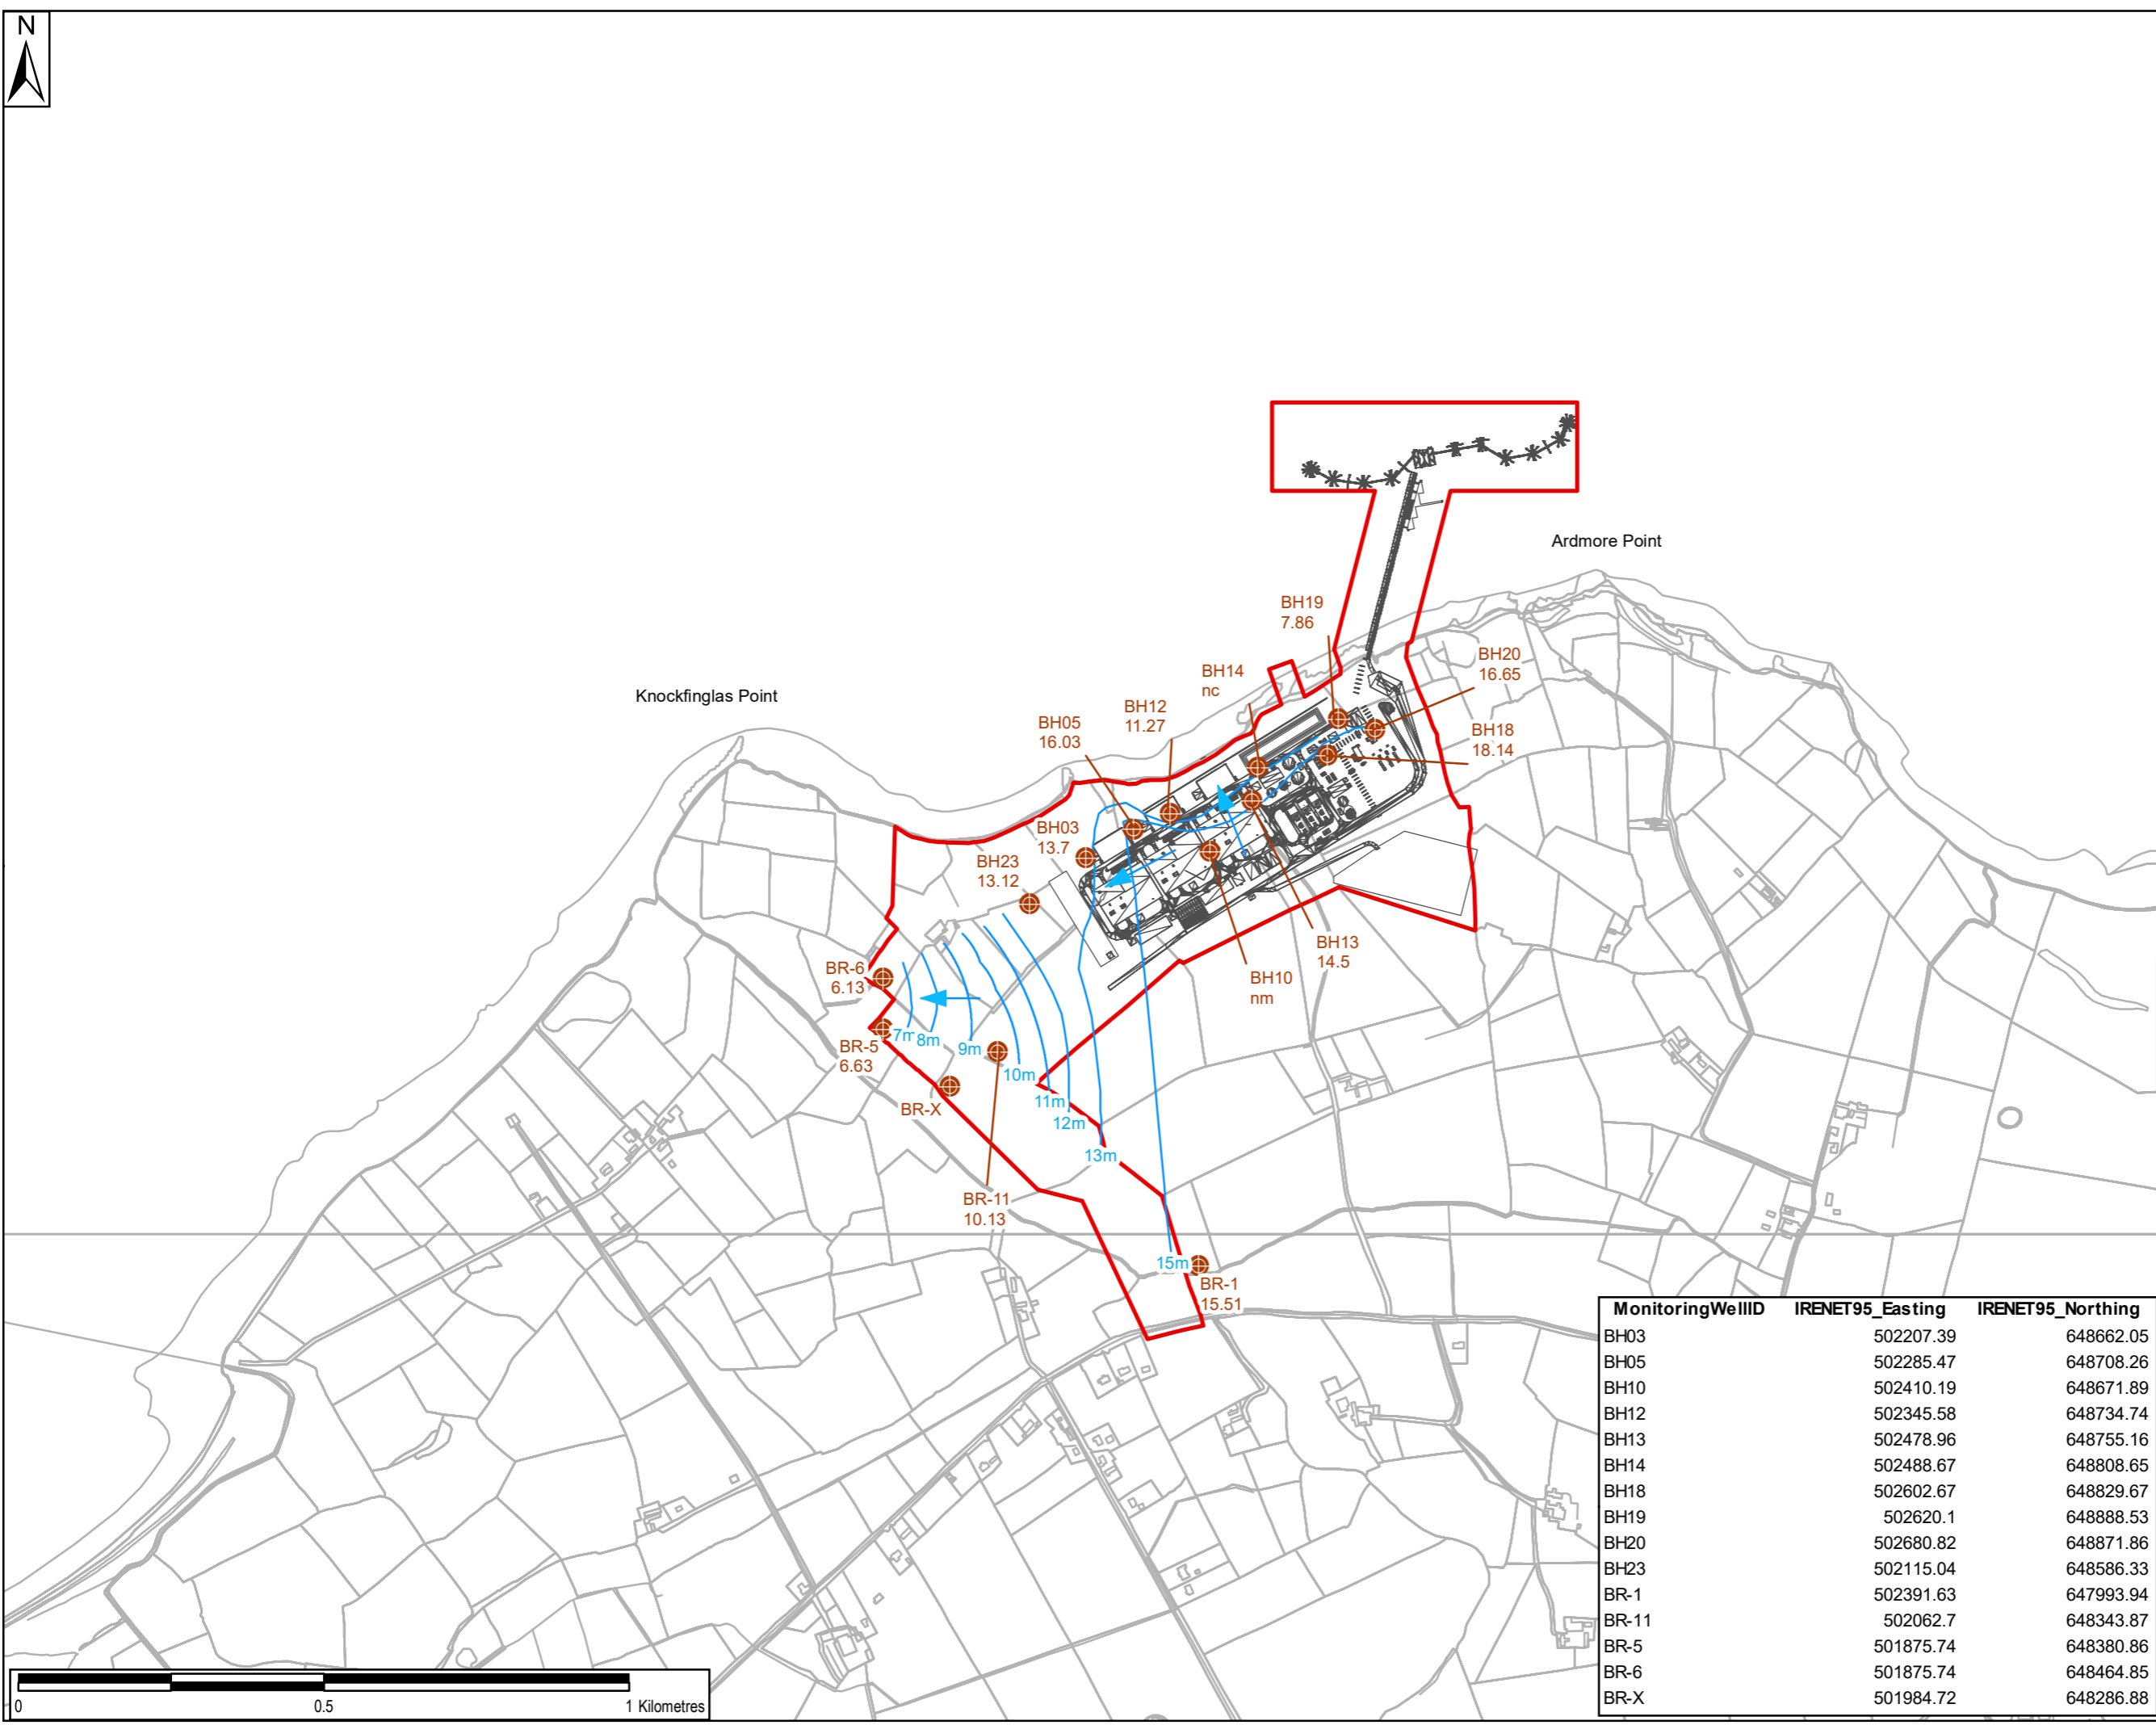 N
Ardmore Point
BH19
7.86
BH20
16.65
BH14
nc
Knockfinglas Point
BH12
11.27
BH05
16.03
BH18
18.14
BH03
13.7
BH23
13.12
BH13
14.5
BR-6
6.13
BH10
nm
7m
8m
BR-5
6.63
9m
10m
BR-X
11m
12m
13m
BR-11
10.13
15m
BR-1
15.51
MonitoringWellID IRENET95_Easting IRENET95_Northing
BH03 502207.39 648662.05
BH05 502285.47 648708.26
BH10 502410.19 648671.89
BH12 502345.58 648734.74
BH13 502478.96 648755.16
BH14 502488.67 648808.65
BH18 502602.67 648829.67
BH19 502620.1 648888.53
BH20 502680.82 648871.86
BH23 502115.04 648586.33
BR-1 502391.63 647993.94
BR-11 502062.7 648343.87
BR-5 501875.74 648380.86
BR-6 501875.74 648464.85
BR-X 501984.72 648286.88
0 0.5 1 Kilometres